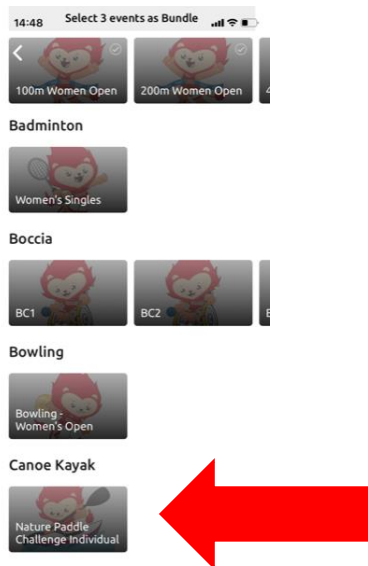 14:48 Select 3 events as Bundle
100m Women Open 200m Women Open 4
Badminton
Women's Singles
Boccia
BC1 BC2
Bowling
Bowling -
Women's Open
Canoe Kayak
Nature Paddle
Challenge Individual